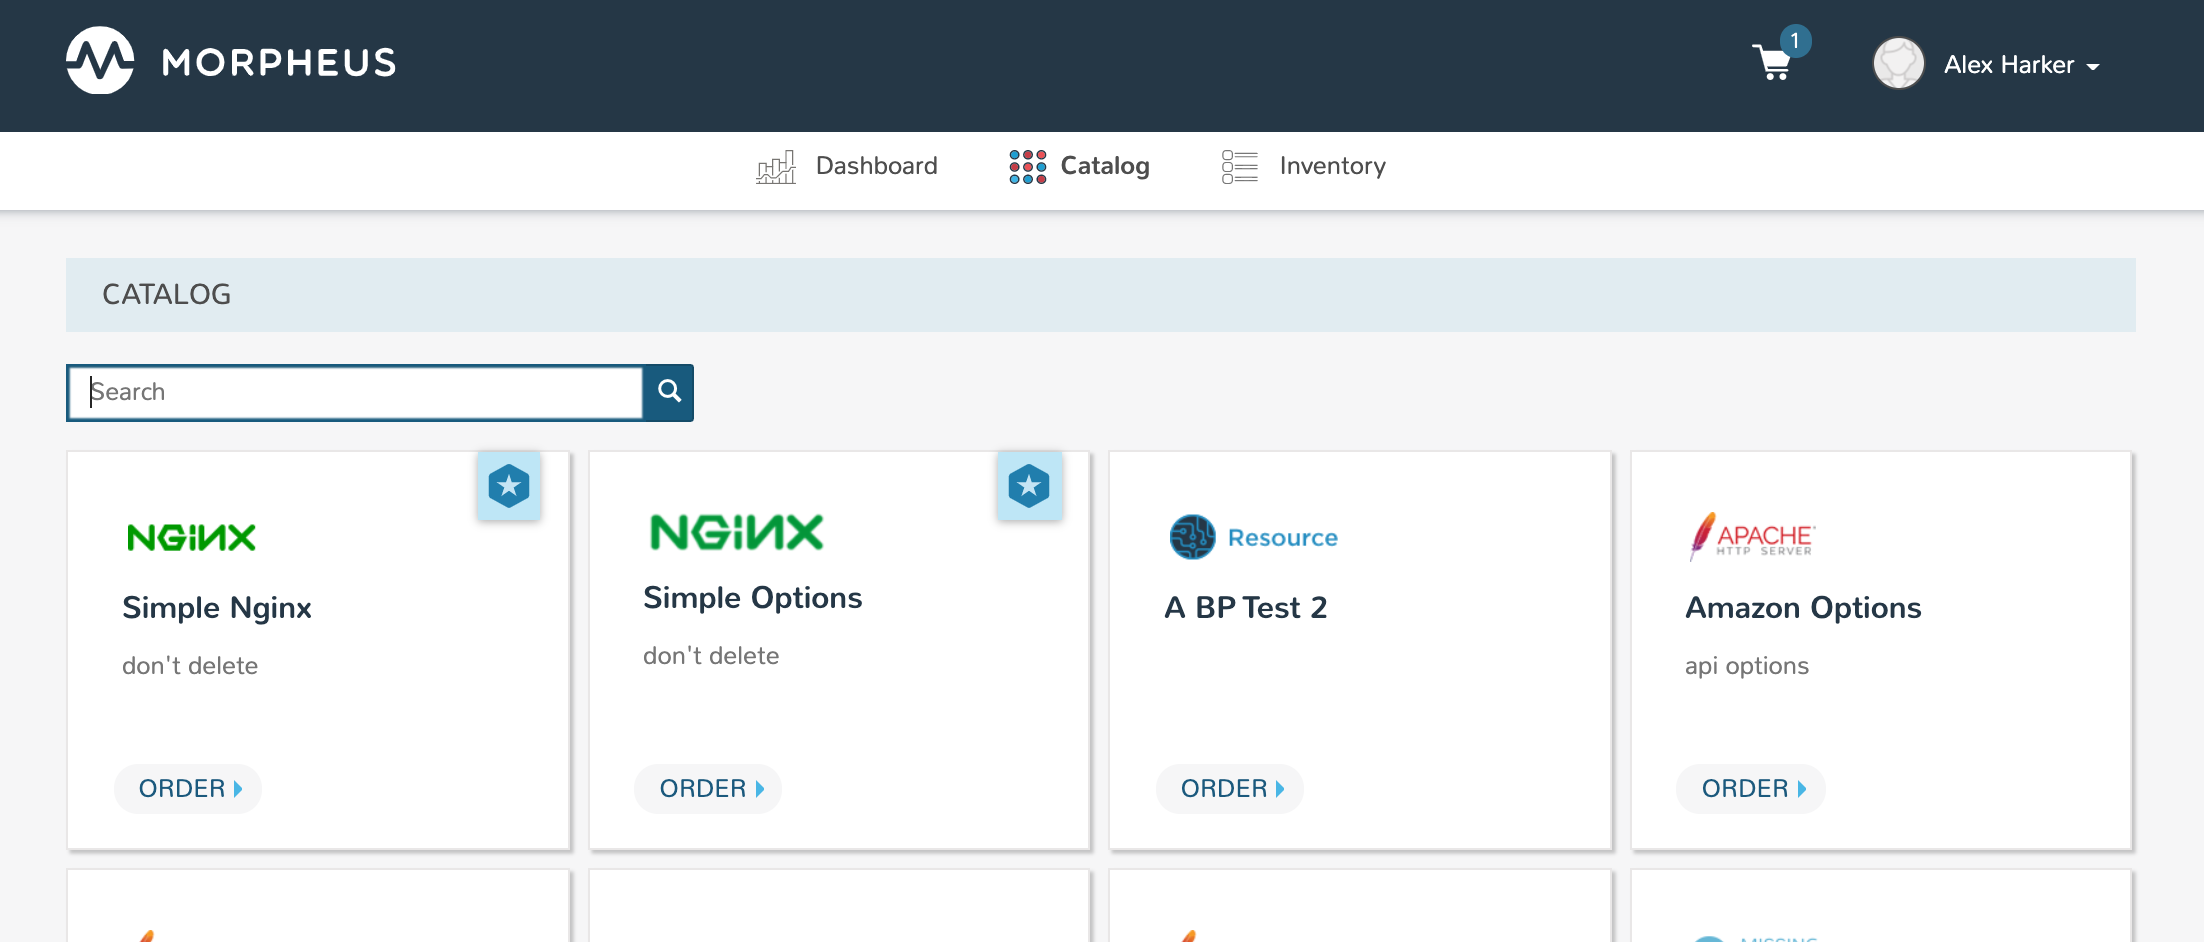 MORPHEUS
1
Alex Harker
Dashboard
Catalog
Inventory
CATALOG
Search
NGINX
Simple Nginx
don't delete
ORDER
NGINX
Simple Options
don't delete
ORDER
Resource
A BP Test 2
ORDER
APACHE
HTTP SERVER
Amazon Options
api options
ORDER